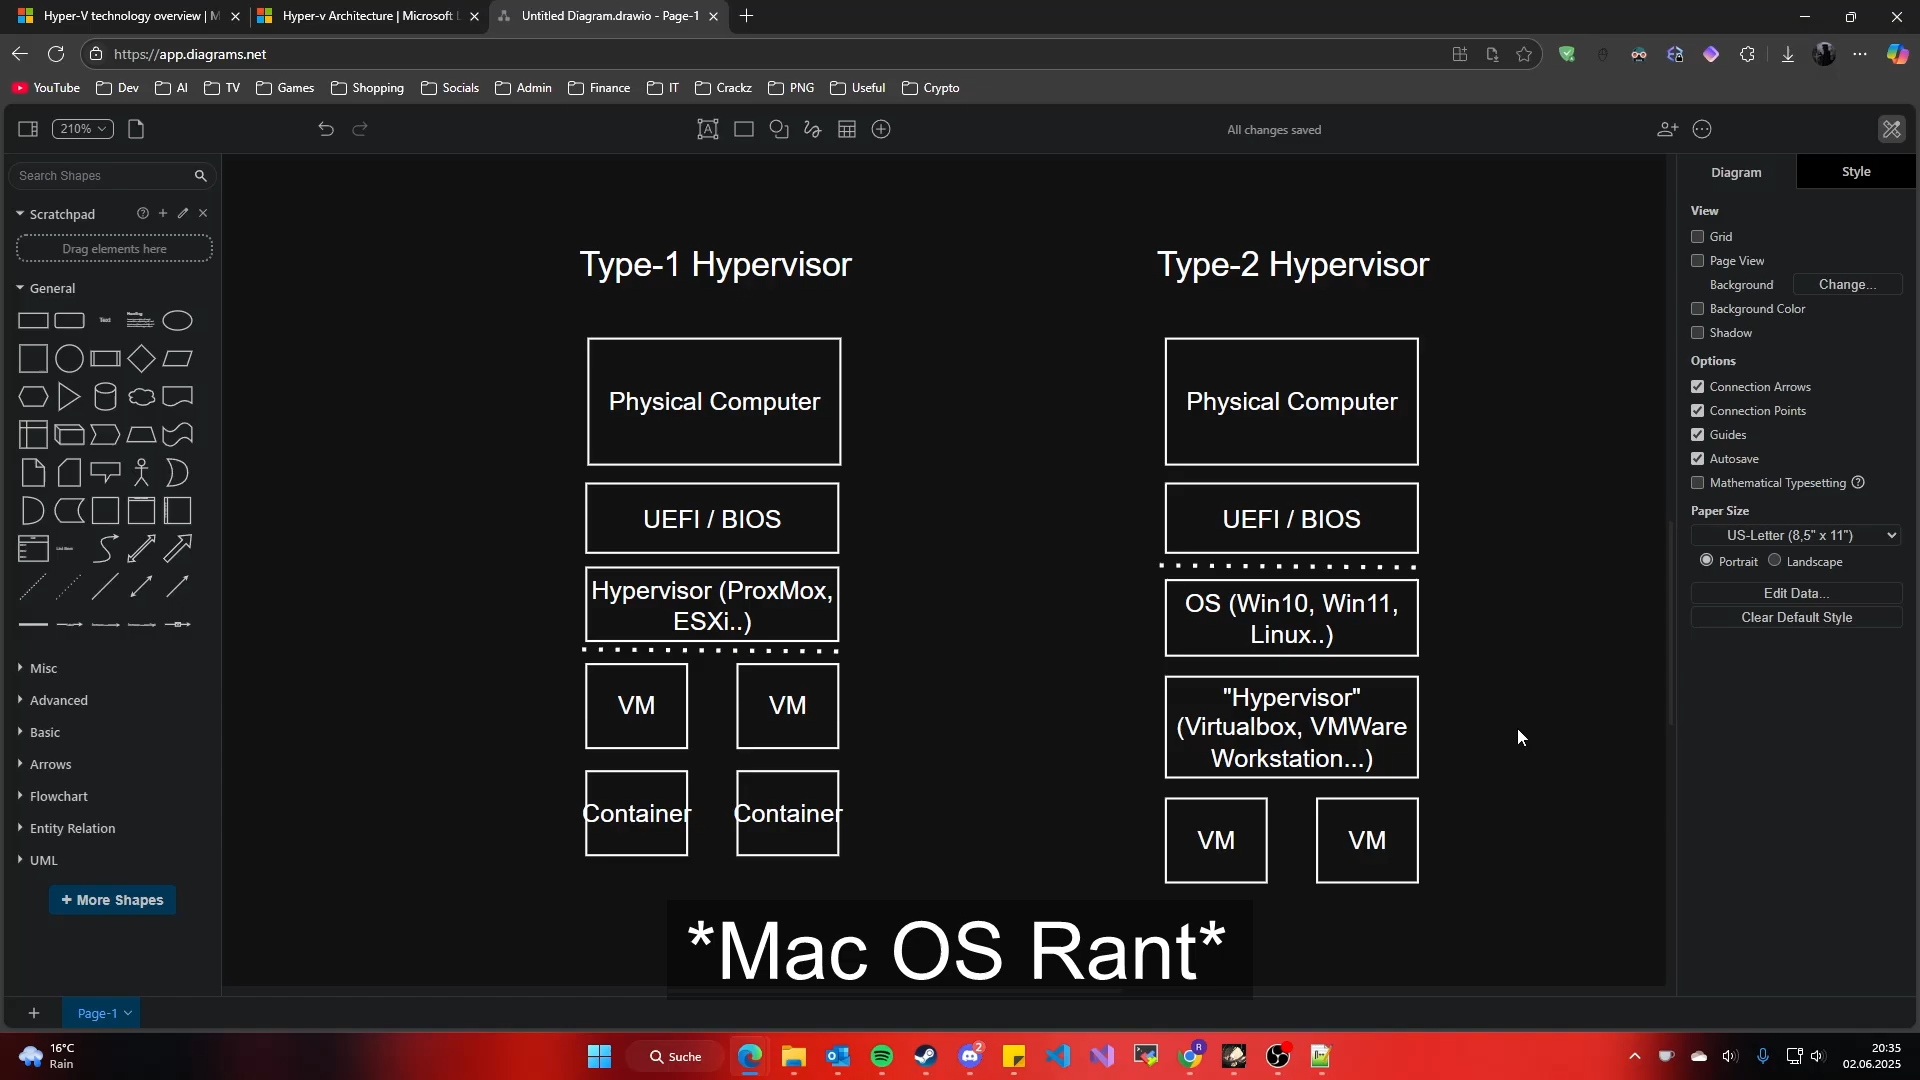 Hyper-V technology overview | M
Hyper-v Architecture | Microsoft L
Untitled Diagram.drawio - Page-1
https://app.diagrams.net
YouTube
Dev
AI
TV
Games
Shopping
Socials
Admin
Finance
IT
Crackz
PNG
Useful
Crypto
210%
All changes saved
Search Shapes
Scratchpad
Drag elements here
General
Text
Heading
List Item
Misc
Advanced
Basic
Arrows
Flowchart
Entity Relation
UML
+ More Shapes
Type-1 Hypervisor
Physical Computer
UEFI / BIOS
Hypervisor (ProxMox,
ESXi..)
VM
VM
Container
Container
Type-2 Hypervisor
Physical Computer
UEFI / BIOS
OS (Win10, Win11,
Linux..)
"Hypervisor"
(Virtualbox, VMWare
Workstation...)
VM
VM
*Mac OS Rant*
Diagram
Style
View
Grid
Page View
Background
Change...
Background Color
Shadow
Options
Connection Arrows
Connection Points
Guides
Autosave
Mathematical Typesetting
Paper Size
US-Letter (8,5" x 11")
Portrait
Landscape
Edit Data...
Clear Default Style
Page-1
16°C
Rain
Suche
2
R
20:35
02.06.2025